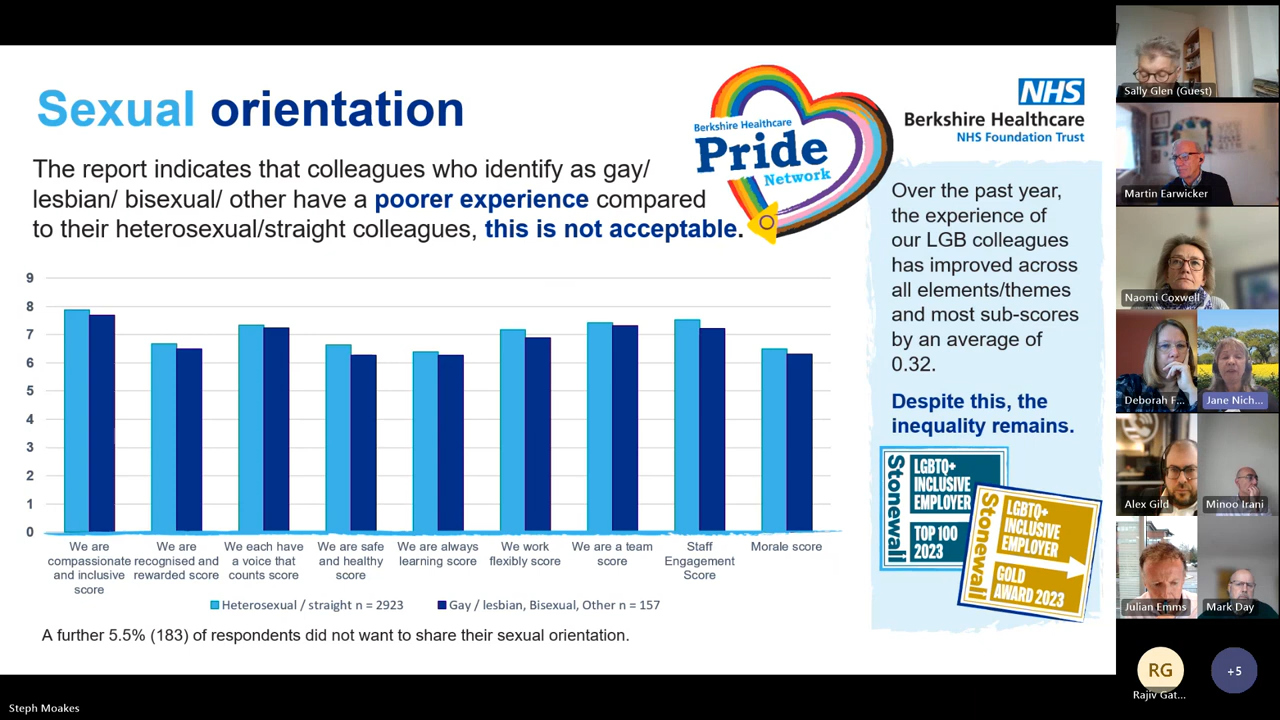 Sexual orientation
Berkshire Healthcare
Pride
Network
NHS
Berkshire Healthcare
NHS Foundation Trust
The report indicates that colleagues who identify as gay/
lesbian/ bisexual/ other have a poorer experience compared
to their heterosexual/straight colleagues, this is not acceptable.
9
8
7
6
5
4
3
2
1
0
We are
compassionate
and inclusive
score
We are
recognised and
rewarded score
We each have
a voice that
counts score
We are safe
and healthy
score
We are always
learning score
We work
flexibly score
We are a team
score
Staff
Engagement
Score
Morale score
Heterosexual / straight n = 2923
Gay / lesbian, Bisexual, Other n = 157
A further 5.5% (183) of respondents did not want to share their sexual orientation.
Over the past year,
the experience of
our LGB colleagues
has improved across
all elements/themes
and most sub-scores
by an average of
0.32.
Despite this, the
inequality remains.
Stonewall
LGBTQ+
INCLUSIVE
EMPLOYER
TOP 100
2023
Stonewall
LGBTQ+
INCLUSIVE
EMPLOYER
GOLD
AWARD 2023
Sally Glen (Guest)
Martin Earwicker
Naomi Coxwell
Deborah F...
Jane Nich...
Alex Gild
Minoo Irani
Julian Emms
Mark Day
RG
Rajiv Gat...
+5
Steph Moakes